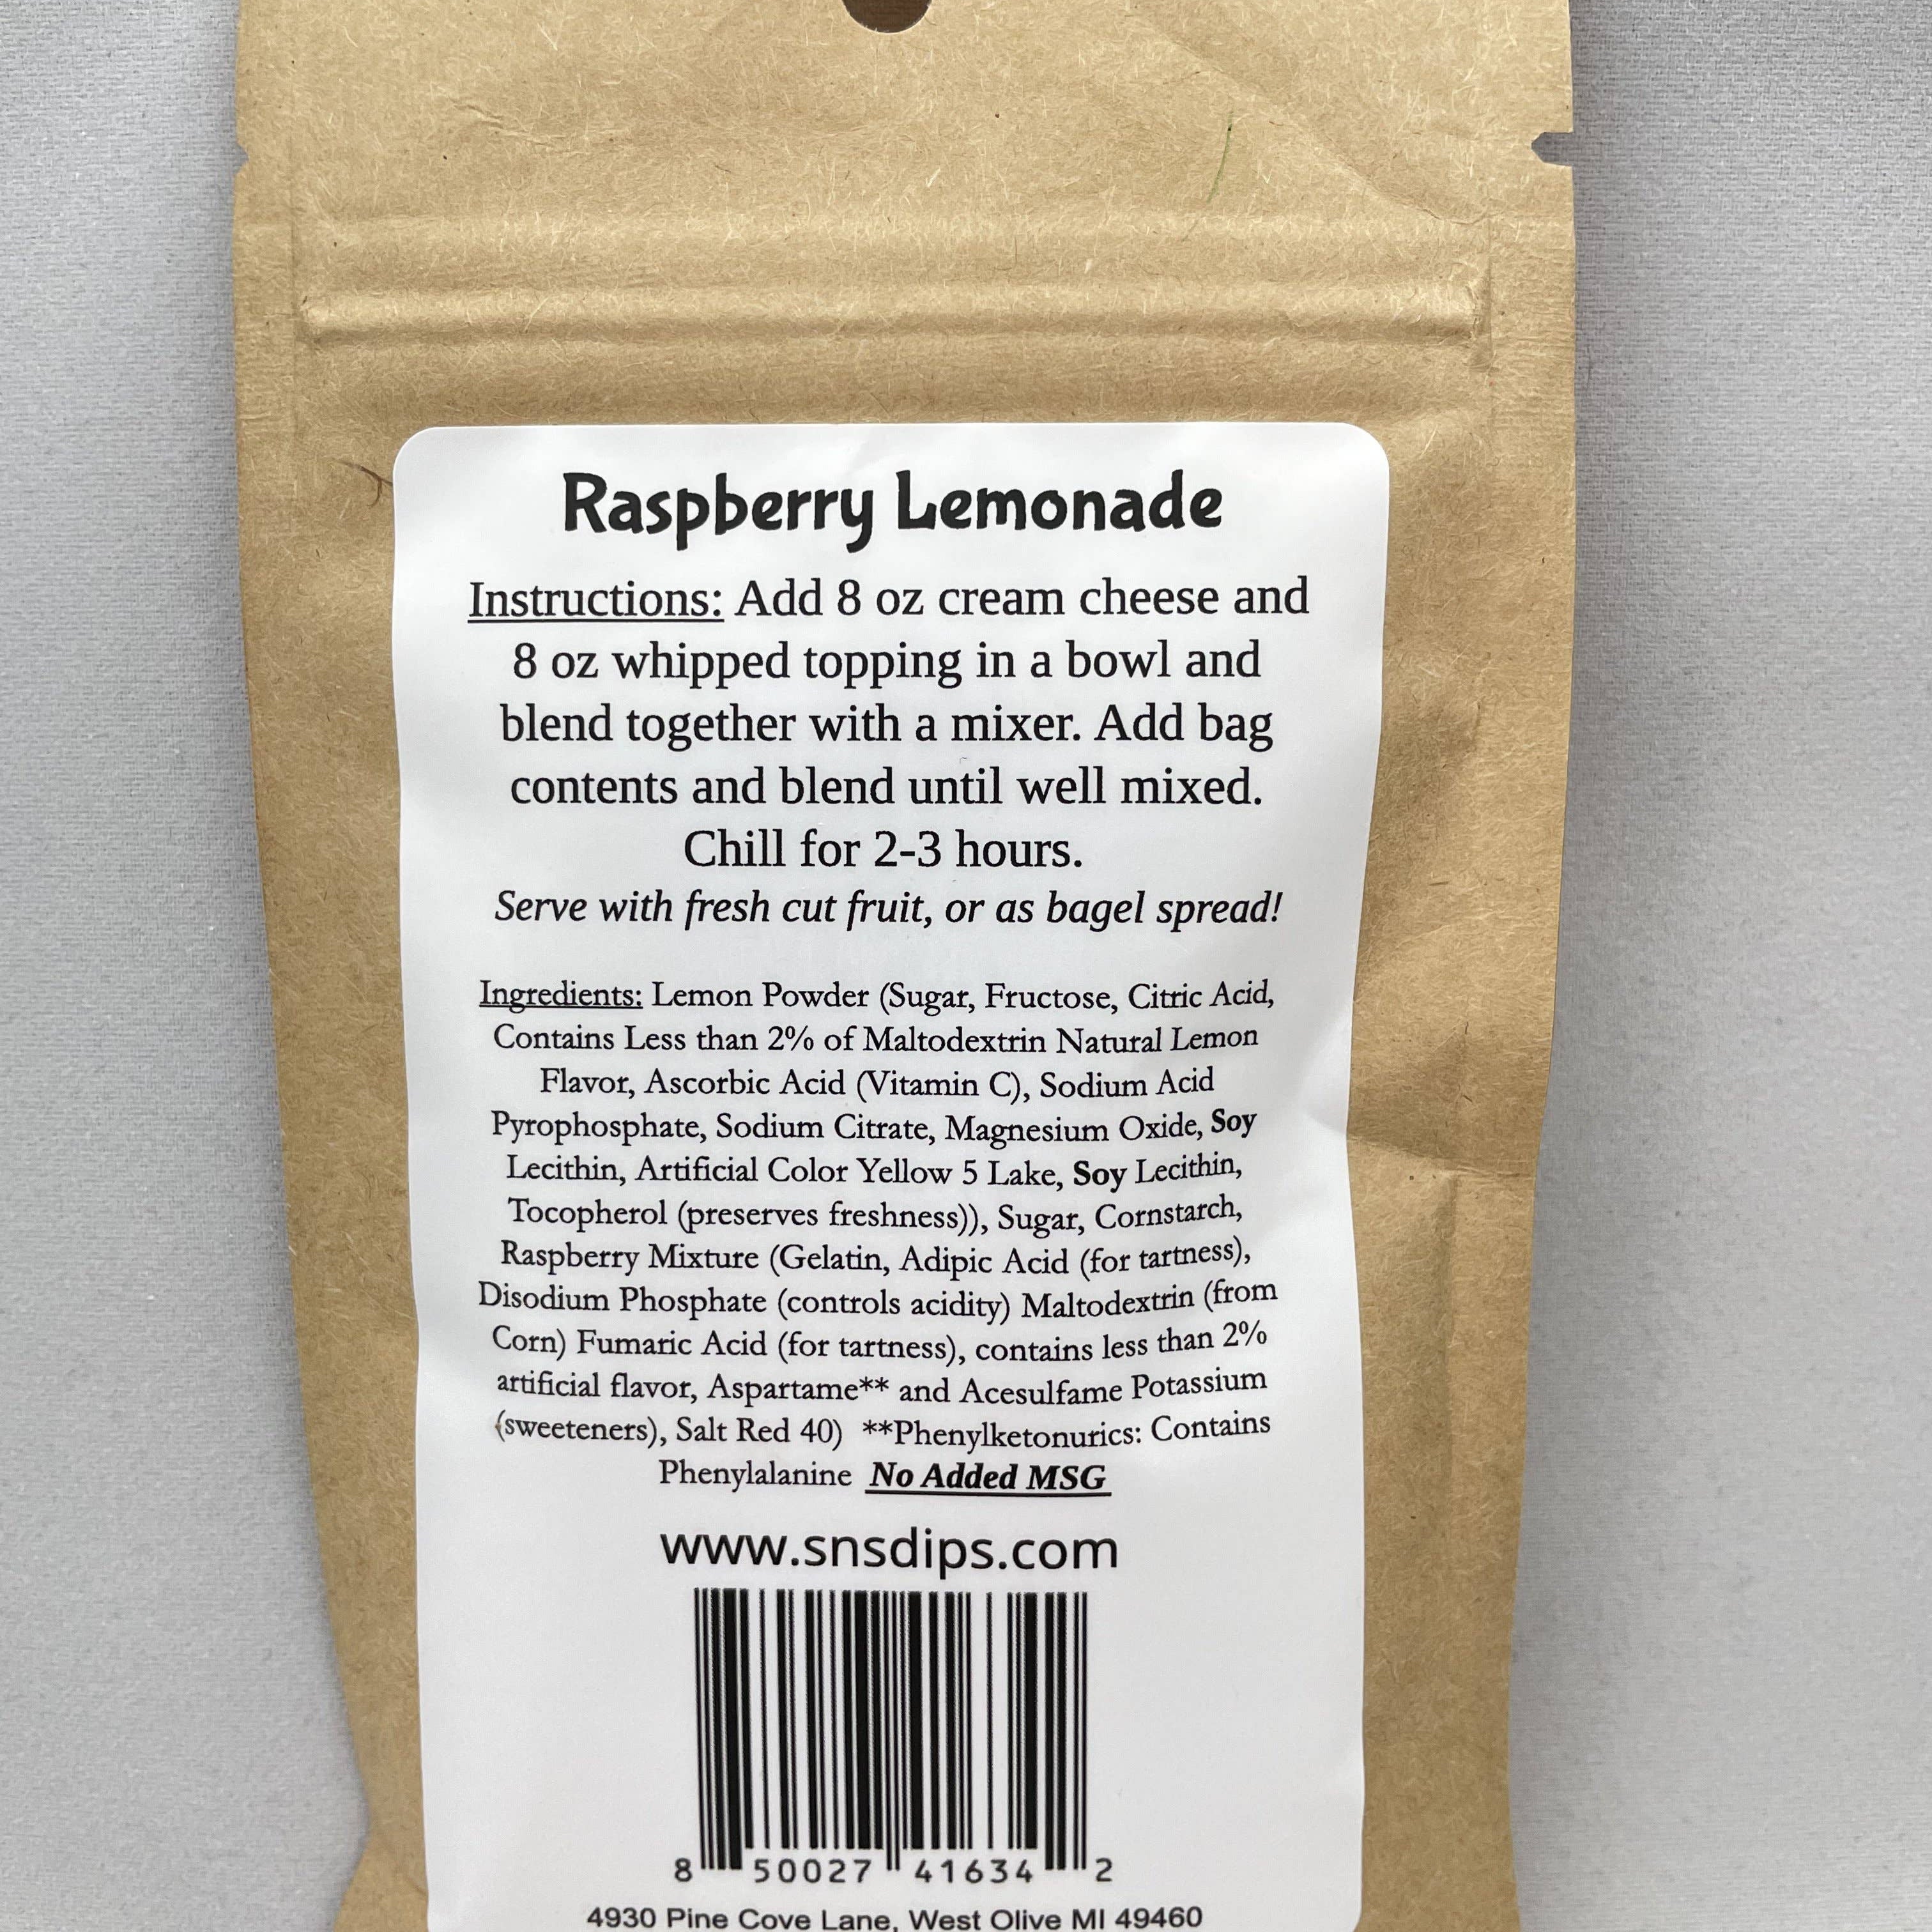 Raspberry Lemonade
Instructions: Add 8 oz cream cheese and
8 oz whipped topping in a bowl and
blend together with a mixer. Add bag
contents and blend until well mixed.
Chill for 2-3 hours.
Serve with fresh cut fruit, or as bagel spread!
Ingredients: Lemon Powder (Sugar, Fructose, Citric Acid,
Contains Less than 2% of Maltodextrin Natural Lemon
Flavor, Ascorbic Acid (Vitamin C), Sodium Acid
Pyrophosphate, Sodium Citrate, Magnesium Oxide, Soy
Lecithin, Artificial Color Yellow 5 Lake, Soy Lecithin,
Tocopherol (preserves freshness)), Sugar, Cornstarch,
Raspberry Mixture (Gelatin, Adipic Acid (for tartness),
Disodium Phosphate (controls acidity) Maltodextrin (from
Corn) Fumaric Acid (for tartness), contains less than 2%
artificial flavor, Aspartame** and Acesulfame Potassium
(sweeteners), Salt Red 40) **Phenylketonurics: Contains
Phenylalanine No Added MSG
www.snsdips.com
8 50027 41634 2
4930 Pine Cove Lane, West Olive MI 49460